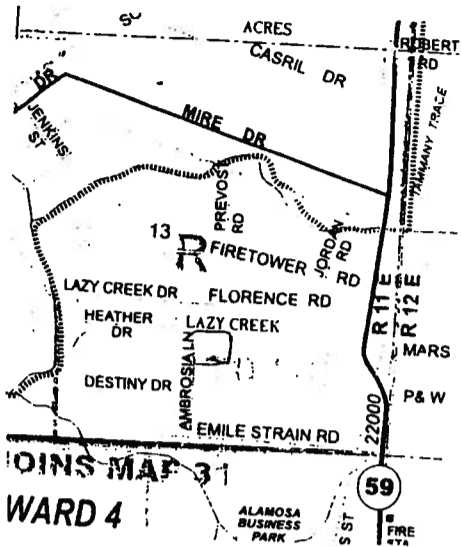 ACRES
CASRIL DR
ROBERT RD
DR
JENKINS ST
MIRE DR
TAMMANY TRACE
PREVOST RD
13
R
FIRETOWER RD
JORDAN RD
LAZY CREEK DR
FLORENCE RD
R 11 E
R 12 E
HEATHER DR
LAZY CREEK
MARS
DESTINY DR
AMBROSIA LN
P & W
22000
EMILE STRAIN RD
OINS MAP 31
59
WARD 4
ALAMOSA BUSINESS PARK
S ST
FIRE STA